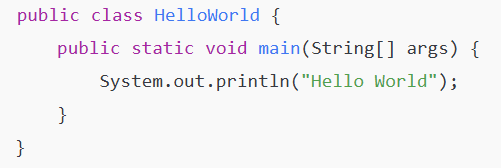 public class HelloWorld {
    public static void main(String[] args) {
        System.out.println("Hello World");
    }
}